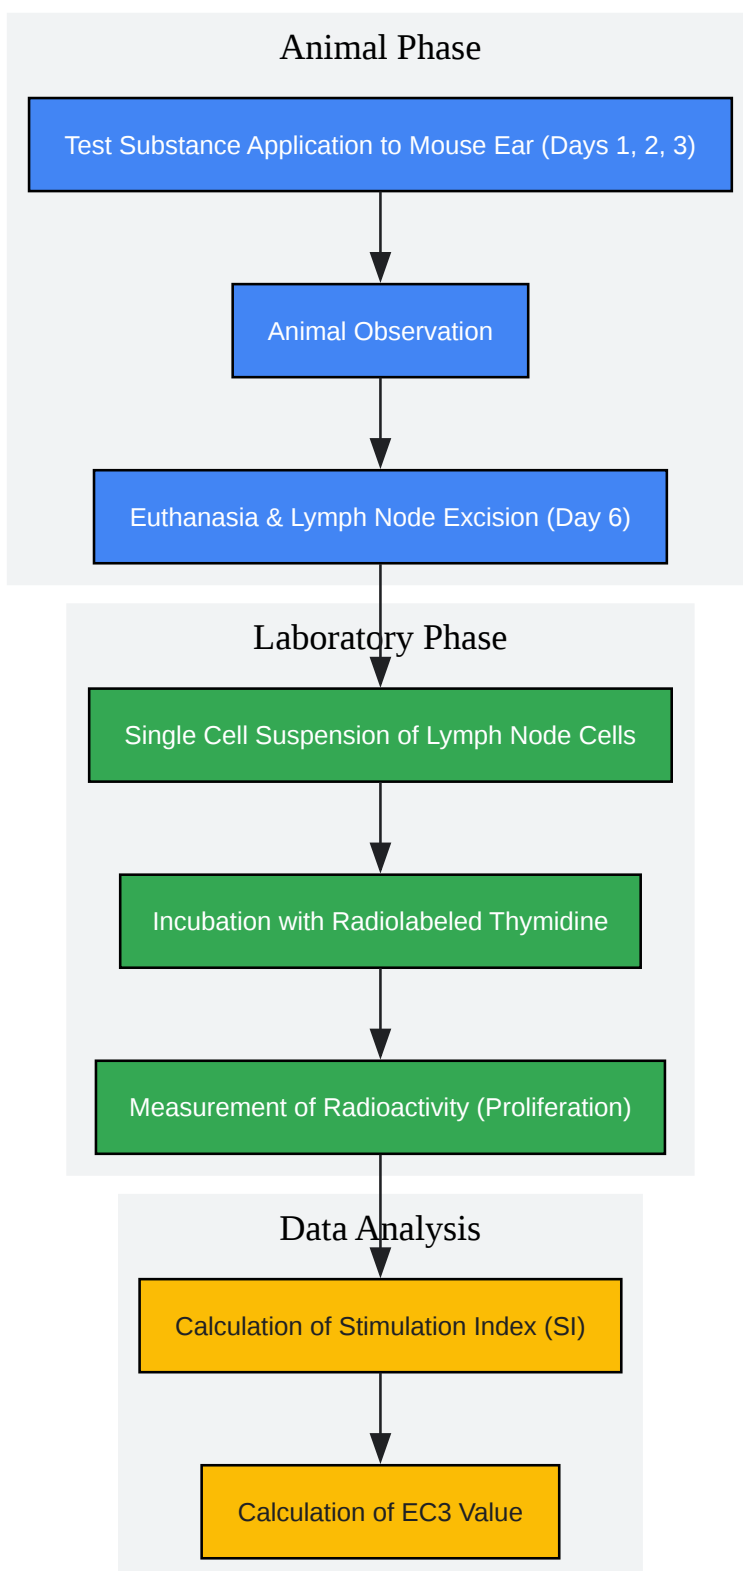 Animal Phase
Test Substance Application to Mouse Ear (Days 1, 2, 3)
Animal Observation
Euthanasia & Lymph Node Excision (Day 6)
Laboratory Phase
Single Cell Suspension of Lymph Node Cells
Incubation with Radiolabeled Thymidine
Measurement of Radioactivity (Proliferation)
Data Analysis
Calculation of Stimulation Index (SI)
Calculation of EC3 Value